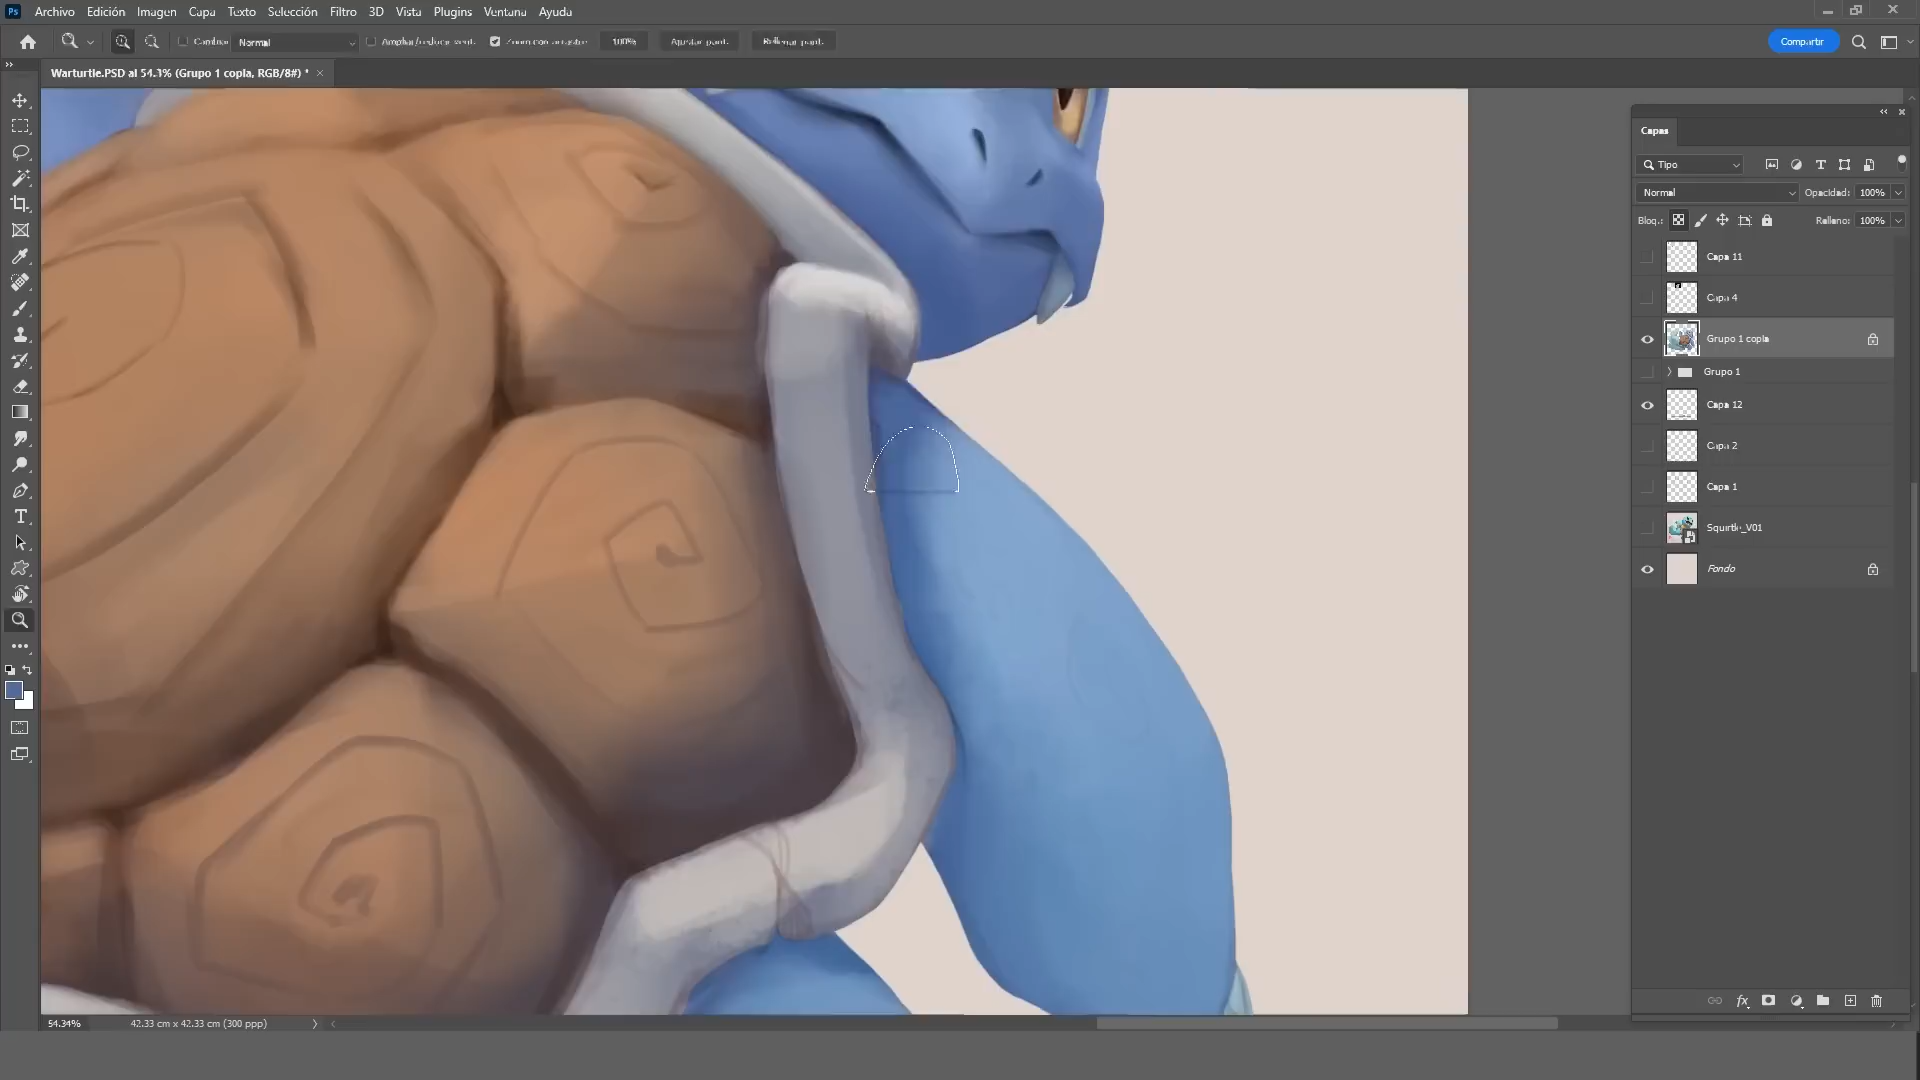 Ps Archivo Edición Imagen Capa Texto Selección Filtro 3D Vista Plugins Ventana Ayuda
Normal 100% Compartir
Warturtle.PSD al 54.3% (Grupo 1 copia, RGB/8#) *
Capas
Tipo
Normal Opacidad: 100%
Bloq.: Relleno: 100%
Capa 11
Capa 4
Grupo 1 copia
Grupo 1
Capa 12
Capa 2
Capa 1
Squirtle_V01
Fondo
fx
54.34% 42.33 cm x 42.33 cm (300 ppp)